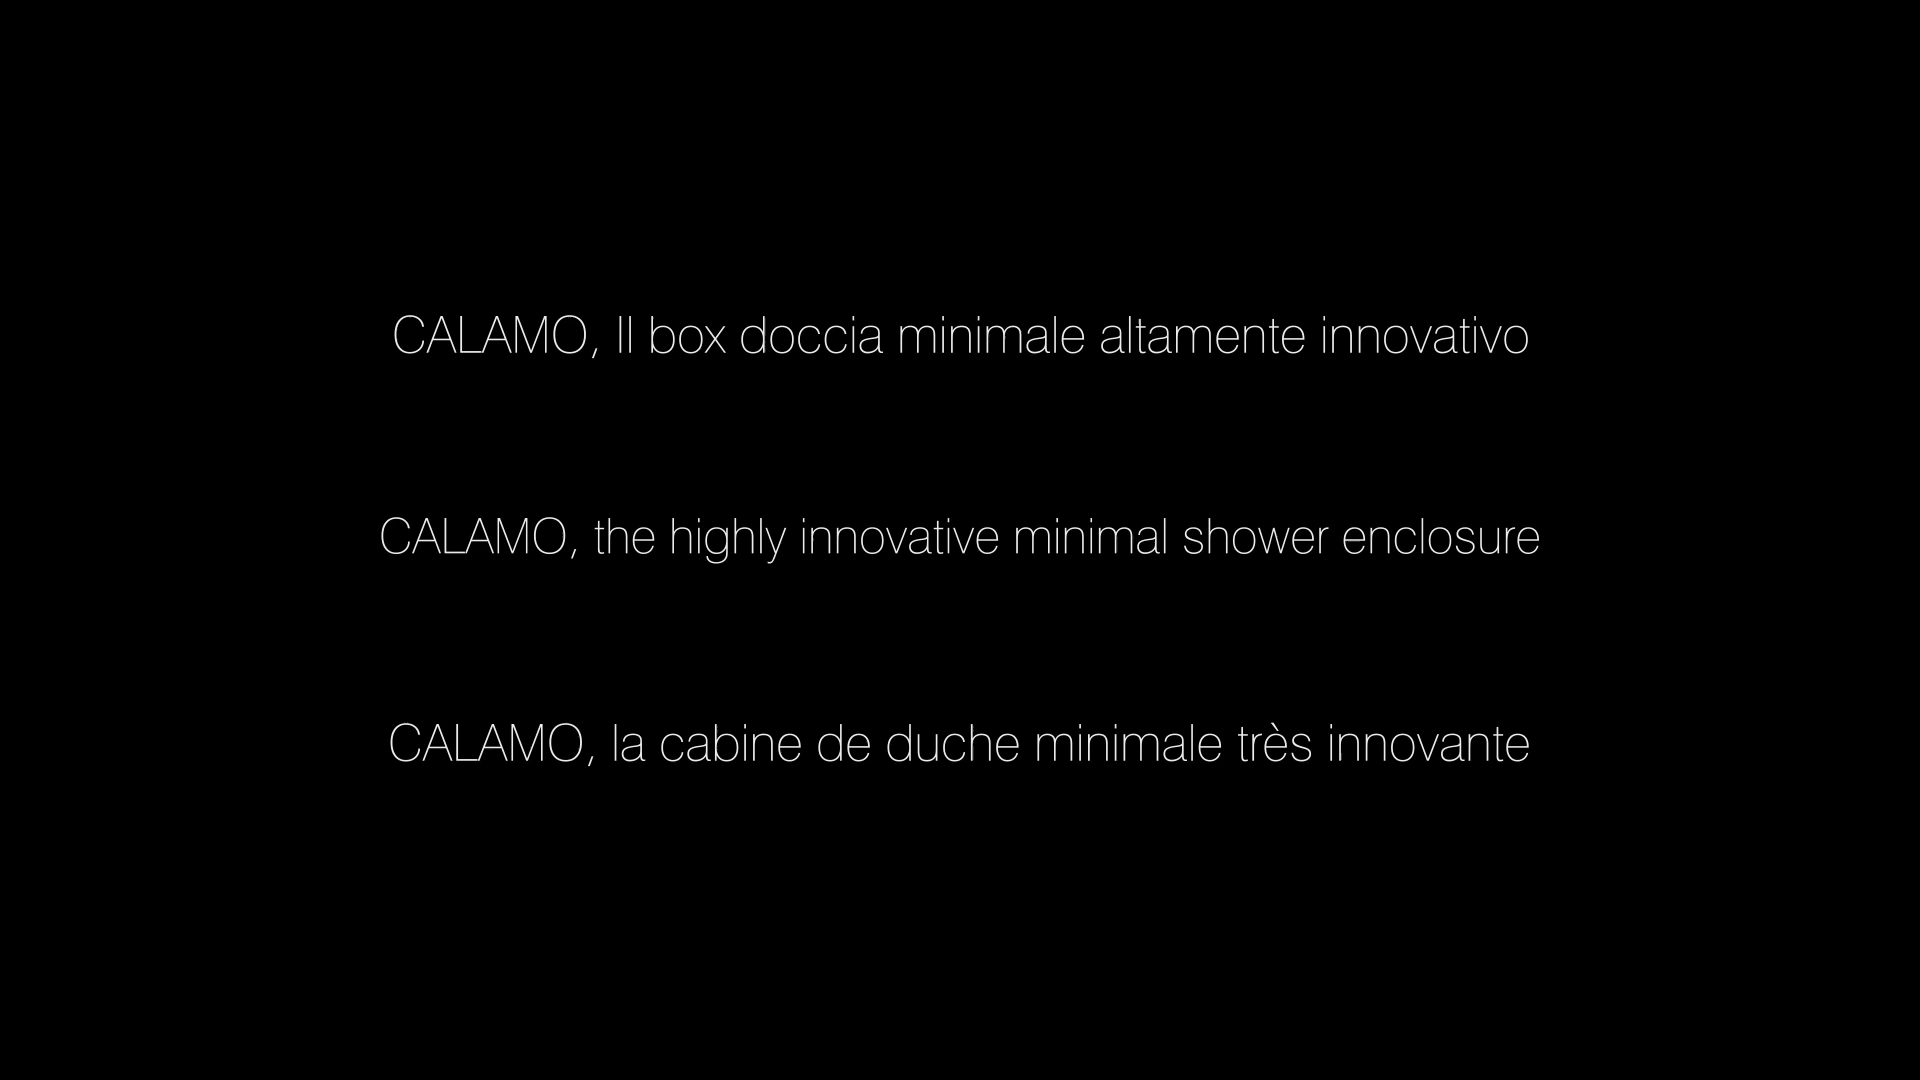 CALAMO, Il box doccia minimale altamente innovativo
CALAMO, the highly innovative minimal shower enclosure
CALAMO, la cabine de duche minimale très innovante